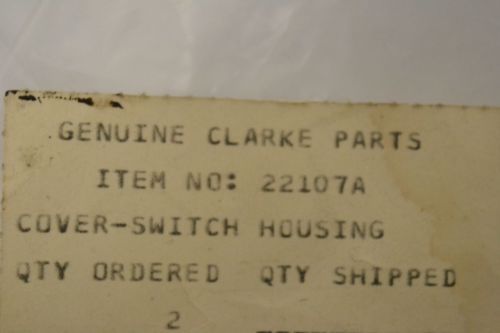 GENUINE CLARKE PARTS
ITEM NO: 22107A
COVER-SWITCH HOUSING
QTY ORDERED QTY SHIPPED
2